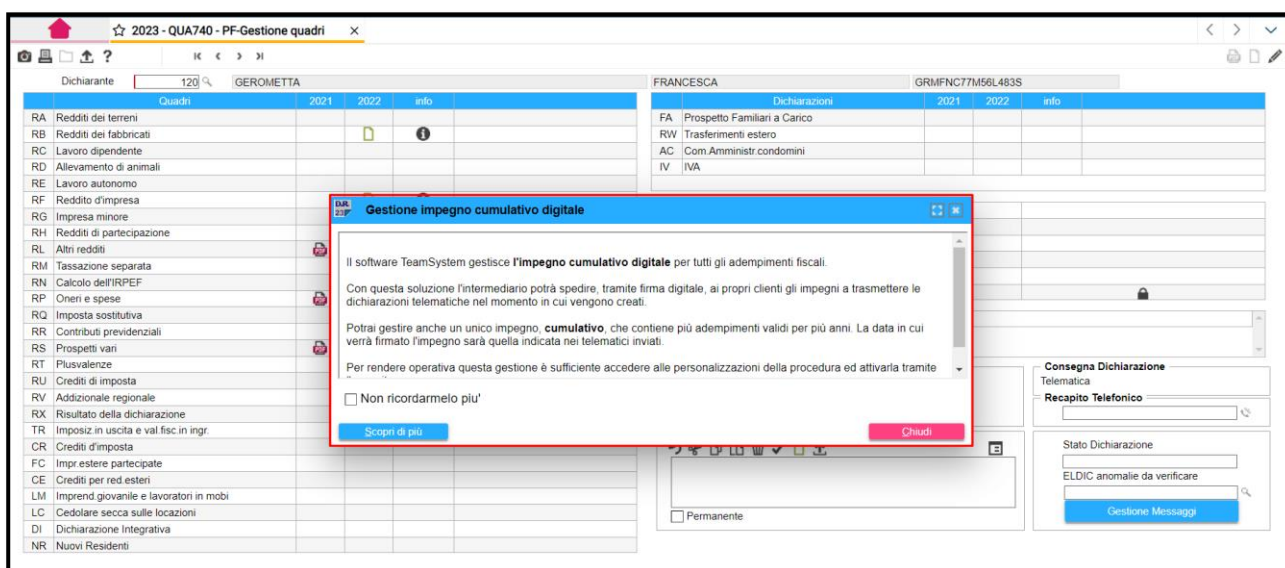 2023 - QUA740 - PF-Gestione quadri
Dichiarante 120 GEROMETTA FRANCESCA GRMFNC77M56L483S
Quadri 2021 2022 info
RA Redditi dei terreni
RB Redditi dei fabbricati
RC Lavoro dipendente
RD Allevamento di animali
RE Lavoro autonomo
RF Reddito d'impresa
RG Impresa minore
RH Redditi di partecipazione
RL Altri redditi
RM Tassazione separata
RN Calcolo dell'IRPEF
RP Oneri e spese
RQ Imposta sostitutiva
RR Contributi previdenziali
RS Prospetti vari
RT Plusvalenze
RU Crediti di imposta
RV Addizionale regionale
RX Risultato della dichiarazione
TR Imposiz.in uscita e val.fisc.in ingr.
CR Crediti d'imposta
FC Impr.estere partecipate
CE Crediti per red.esteri
LM Imprend.giovanile e lavoratori in mobi
LC Cedolare secca sulle locazioni
DI Dichiarazione Integrativa
NR Nuovi Residenti
Dichiarazioni 2021 2022 info
FA Prospetto Familiari a Carico
RW Trasferimenti estero
AC Com.Amministr.condomini
IV IVA
Gestione impegno cumulativo digitale
Il software TeamSystem gestisce l'impegno cumulativo digitale per tutti gli adempimenti fiscali.
Con questa soluzione l'intermediario potrà spedire, tramite firma digitale, ai propri clienti gli impegni a trasmettere le
dichiarazioni telematiche nel momento in cui vengono creati.
Potrai gestire anche un unico impegno, cumulativo, che contiene più adempimenti validi per più anni. La data in cui
verrà firmato l'impegno sarà quella indicata nei telematici inviati.
Per rendere operativa questa gestione è sufficiente accedere alle personalizzazioni della procedura ed attivarla tramite
Non ricordarmelo piu'
Scopri di più
Chiudi
Consegna Dichiarazione
Telematica
Recapito Telefonico
Stato Dichiarazione
ELDIC anomalie da verificare
Gestione Messaggi
Permanente